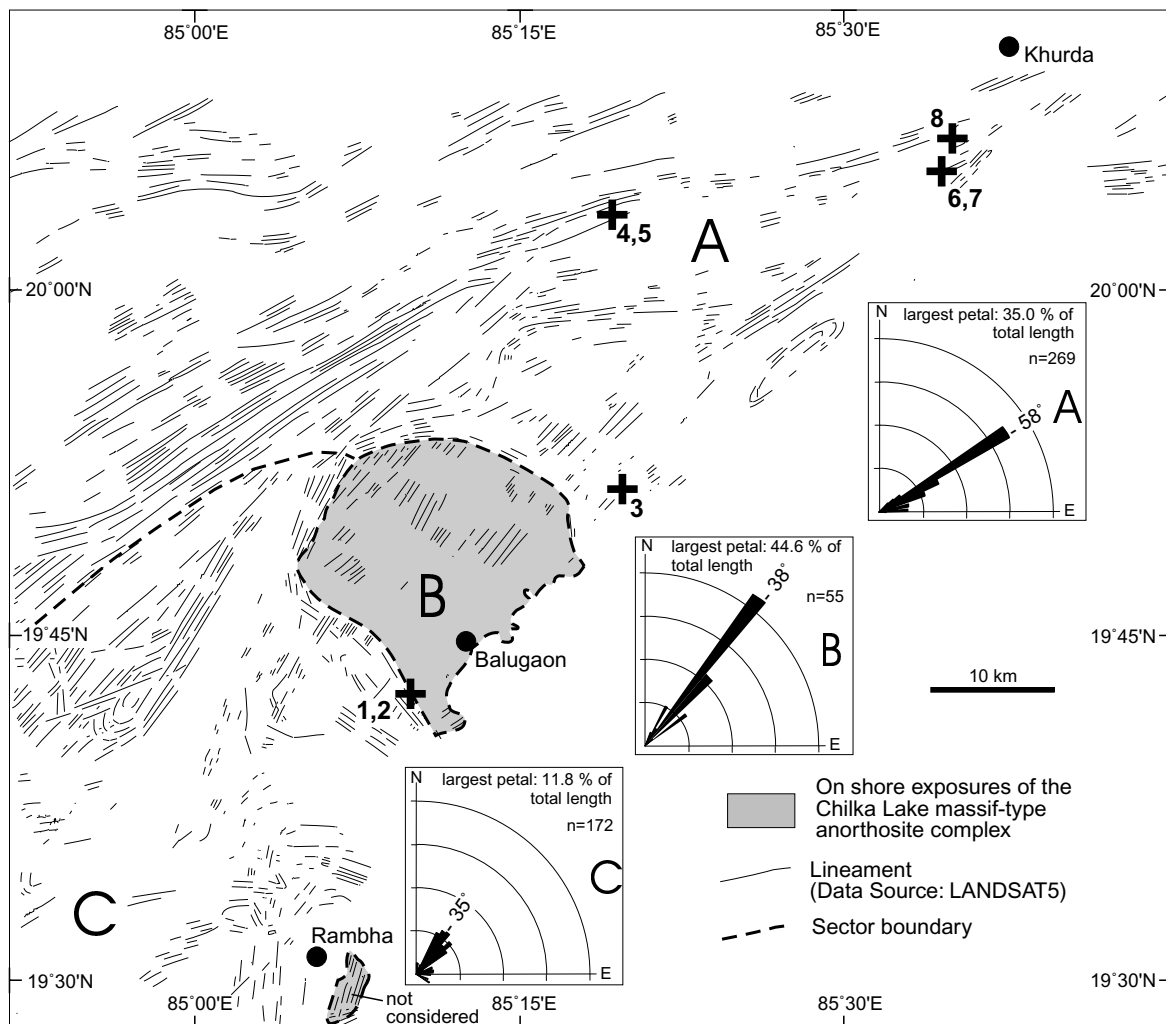 85°00'E
85°15'E
85°30'E
Khurda
8
6,7
4,5
A
20°00'N
20°00'N
N
largest petal: 35.0 % of
total length
n=269
A
58°
E
3
N
largest petal: 44.6 % of
total length
38°
n=55
B
E
B
19°45'N
19°45'N
Balugaon
10 km
1,2
N
largest petal: 11.8 % of
total length
n=172
C
35°
E
On shore exposures of the
Chilka Lake massif-type
anorthosite complex
Lineament
(Data Source: LANDSAT5)
Sector boundary
C
Rambha
19°30'N
19°30'N
not
considered
85°00'E
85°15'E
85°30'E